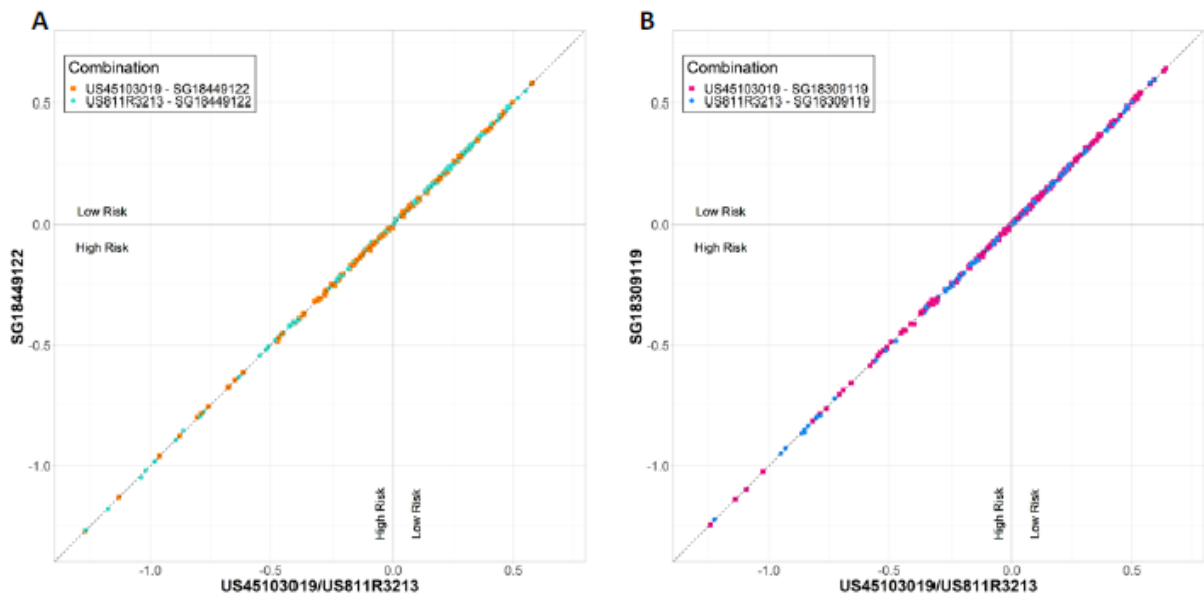 A
Combination
US45103019 - SG18449122
US811R3213 - SG18449122
0.5
0.0
-0.5
-1.0
Low Risk
High Risk
SG18449122
High Risk
Low Risk
-1.0
-0.5
0.0
0.5
US45103019/US811R3213
B
Combination
US45103019 - SG18309119
US811R3213 - SG18309119
0.5
0.0
-0.5
-1.0
Low Risk
High Risk
SG18309119
High Risk
Low Risk
-1.0
-0.5
0.0
0.5
US45103019/US811R3213